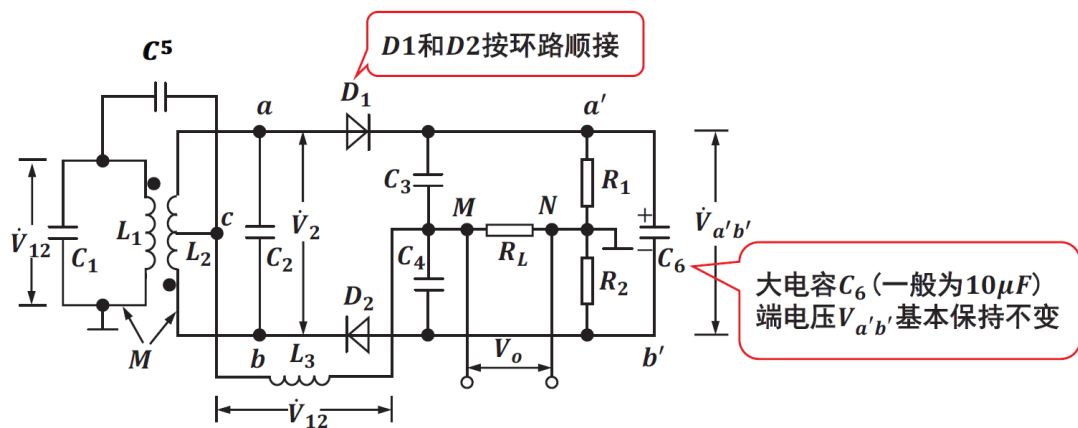 D1和D2按环路顺接
C5
D₁
a
a′
C₃
R₁
M
N
V̇₁₂
C₁
L₁
L₂
c
C₂
V̇₂
C₄
R_L
R₂
+
−
C₆
V̇ₐ′b′
大电容C₆(一般为10μF)
端电压Vₐ′b′基本保持不变
D₂
M
b
L₃
V_o
b′
V̇₁₂